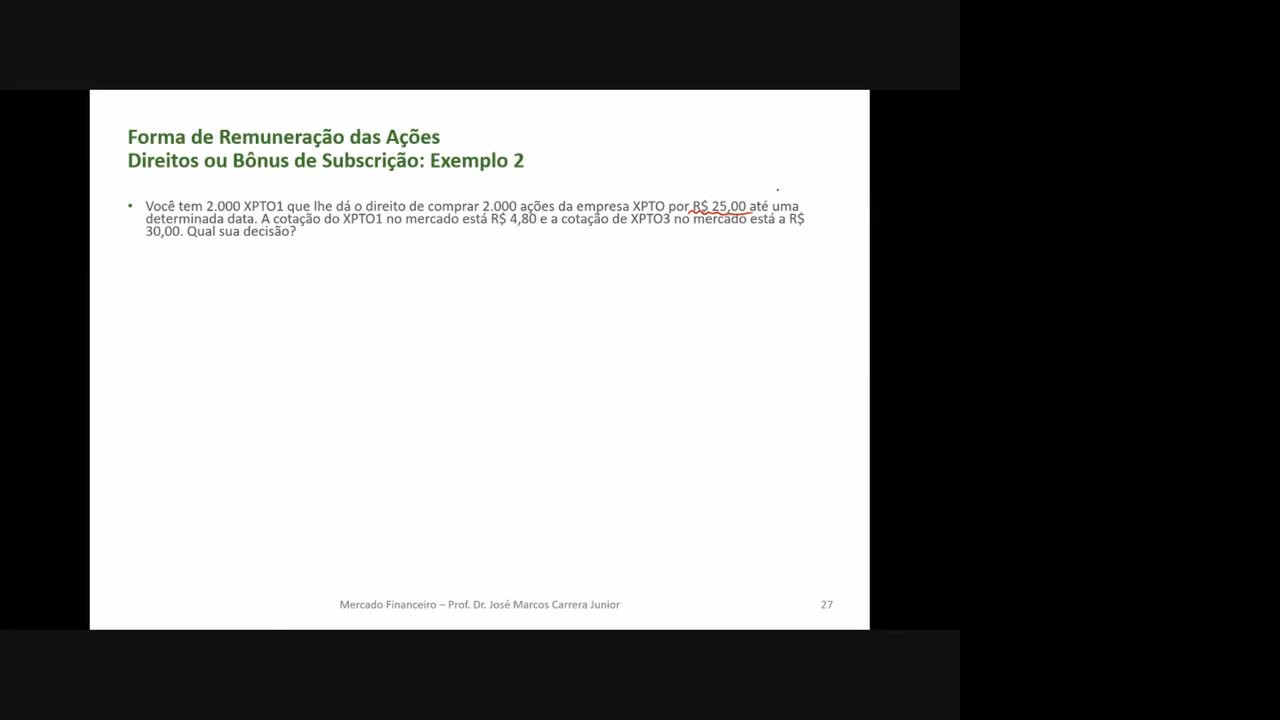 Forma de Remuneração das Ações
Direitos ou Bônus de Subscrição: Exemplo 2
• Você tem 2.000 XPTO1 que lhe dá o direito de comprar 2.000 ações da empresa XPTO por R$ 25,00 até uma
determinada data. A cotação do XPTO1 no mercado está R$ 4,80 e a cotação de XPTO3 no mercado está a R$
30,00. Qual sua decisão?
Mercado Financeiro – Prof. Dr. José Marcos Carrera Junior
27